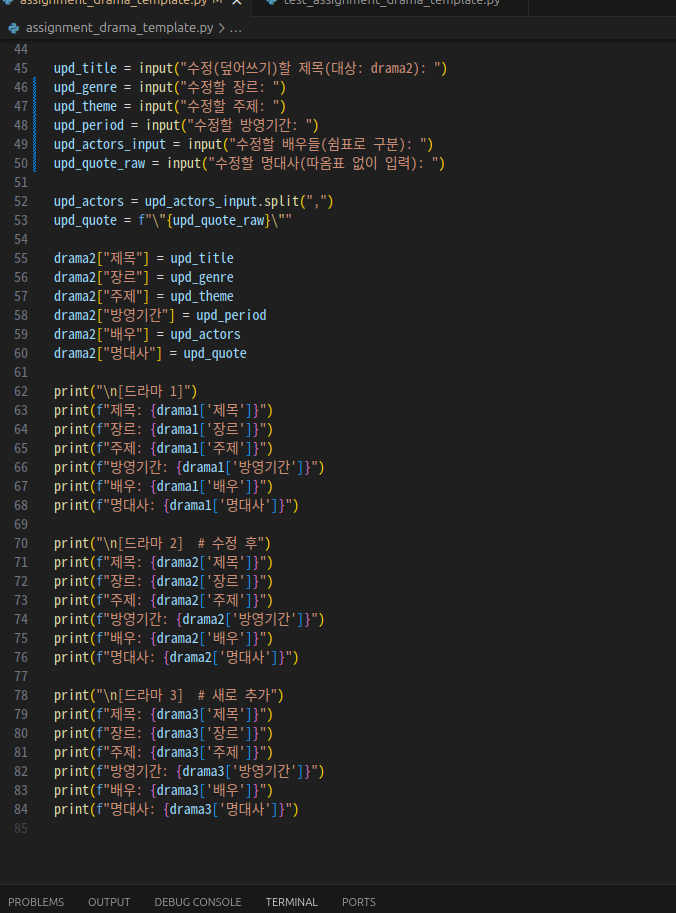 assignment_drama_template.py M
test_assignment_drama_template.py
assignment_drama_template.py > ...
44
45 upd_title = input("수정(덮어쓰기)할 제목(대상: drama2): ")
46 upd_genre = input("수정할 장르: ")
47 upd_theme = input("수정할 주제: ")
48 upd_period = input("수정할 방영기간: ")
49 upd_actors_input = input("수정할 배우들(쉼표로 구분): ")
50 upd_quote_raw = input("수정할 명대사(따옴표 없이 입력): ")
51
52 upd_actors = upd_actors_input.split(",")
53 upd_quote = f"\"{upd_quote_raw}\""
54
55 drama2["제목"] = upd_title
56 drama2["장르"] = upd_genre
57 drama2["주제"] = upd_theme
58 drama2["방영기간"] = upd_period
59 drama2["배우"] = upd_actors
60 drama2["명대사"] = upd_quote
61
62 print("\n[드라마 1]")
63 print(f"제목: {drama1['제목']}")
64 print(f"장르: {drama1['장르']}")
65 print(f"주제: {drama1['주제']}")
66 print(f"방영기간: {drama1['방영기간']}")
67 print(f"배우: {drama1['배우']}")
68 print(f"명대사: {drama1['명대사']}")
69
70 print("\n[드라마 2]  # 수정 후")
71 print(f"제목: {drama2['제목']}")
72 print(f"장르: {drama2['장르']}")
73 print(f"주제: {drama2['주제']}")
74 print(f"방영기간: {drama2['방영기간']}")
75 print(f"배우: {drama2['배우']}")
76 print(f"명대사: {drama2['명대사']}")
77
78 print("\n[드라마 3]  # 새로 추가")
79 print(f"제목: {drama3['제목']}")
80 print(f"장르: {drama3['장르']}")
81 print(f"주제: {drama3['주제']}")
82 print(f"방영기간: {drama3['방영기간']}")
83 print(f"배우: {drama3['배우']}")
84 print(f"명대사: {drama3['명대사']}")
85
PROBLEMS OUTPUT DEBUG CONSOLE TERMINAL PORTS